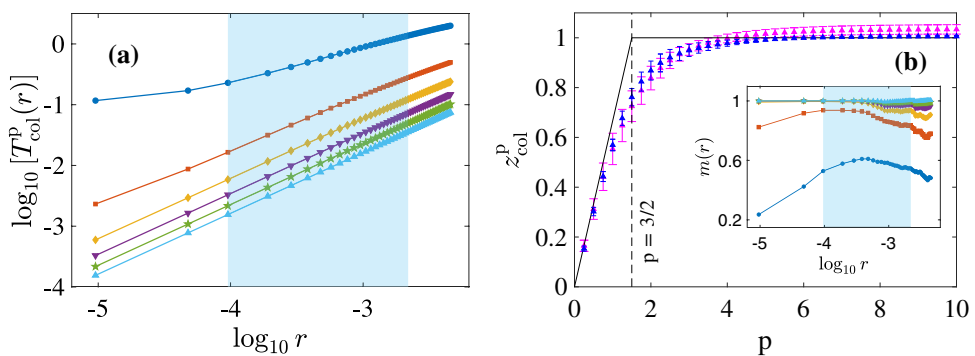 (a)
0
-1
-2
-3
-4
-5
-4
-3
log₁₀ r
log₁₀ [T^p_col(r)]
(b)
1
0.8
0.6
0.4
0.2
0
0
2
4
6
8
10
p
z^p_col
p = 3/2
1
0.6
0.2
-5
-4
-3
log₁₀ r
m(r)